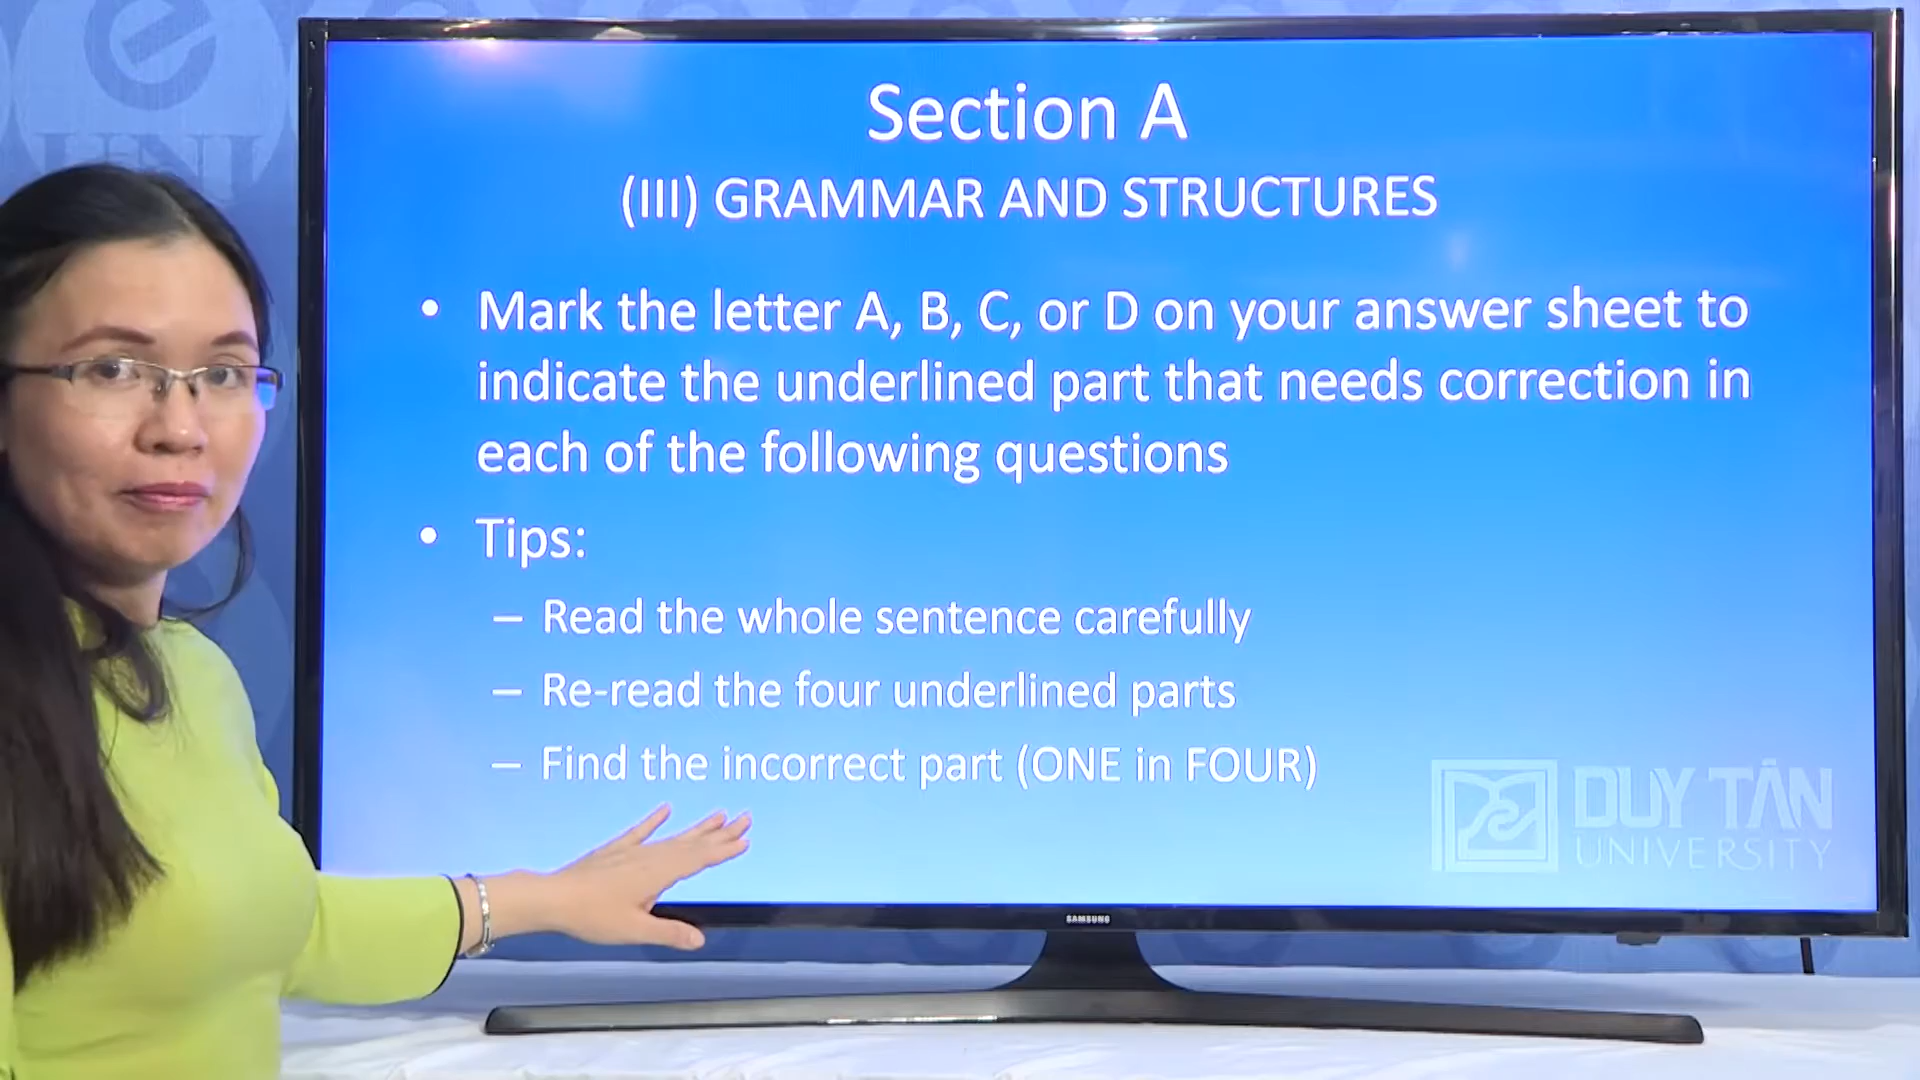 e
UNI
Section A
(III) GRAMMAR AND STRUCTURES
• Mark the letter A, B, C, or D on your answer sheet to
indicate the underlined part that needs correction in
each of the following questions
• Tips:
– Read the whole sentence carefully
– Re-read the four underlined parts
– Find the incorrect part (ONE in FOUR)
DUY TÂN
UNIVERSITY
SAMSUNG